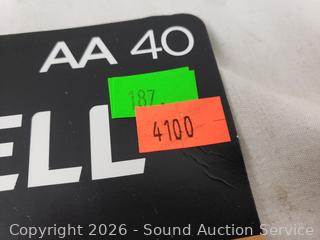 AA 40
187
4100
ELL
Copyright 2026 - Sound Auction Service